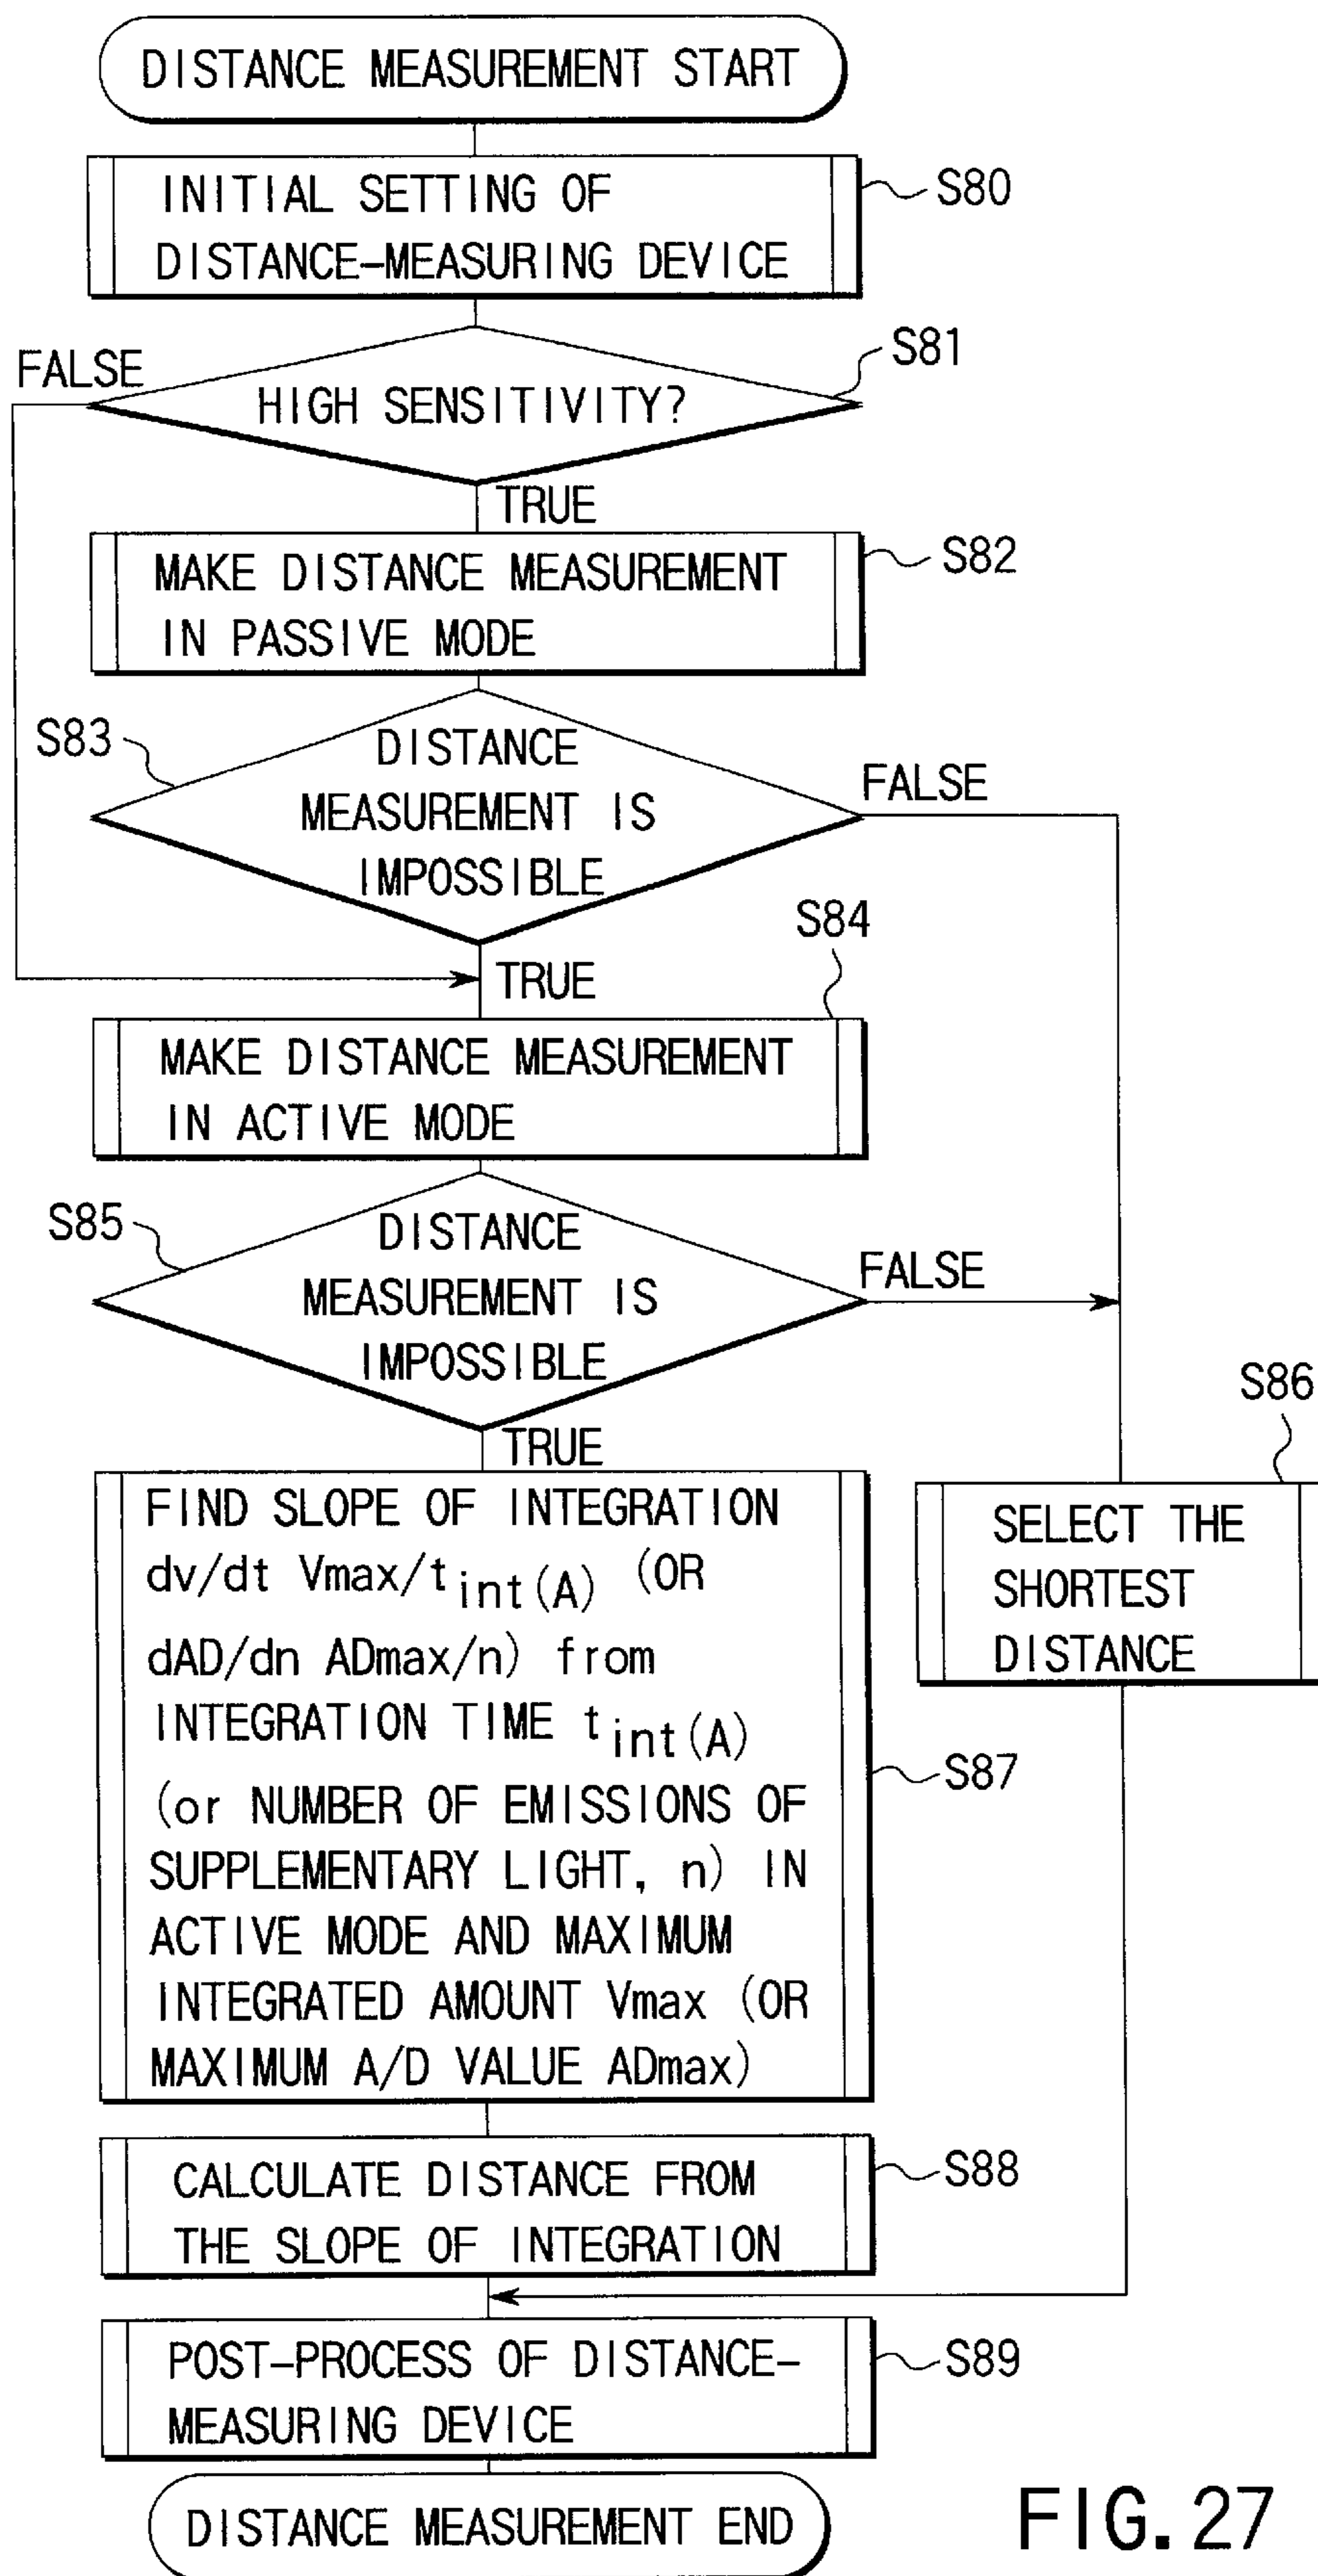 DISTANCE MEASUREMENT START
INITIAL SETTING OF
DISTANCE-MEASURING DEVICE
S80
S81
FALSE
HIGH SENSITIVITY?
TRUE
MAKE DISTANCE MEASUREMENT
IN PASSIVE MODE
S82
S83
DISTANCE
MEASUREMENT IS
IMPOSSIBLE
FALSE
TRUE
S84
MAKE DISTANCE MEASUREMENT
IN ACTIVE MODE
S85
DISTANCE
MEASUREMENT IS
IMPOSSIBLE
FALSE
TRUE
S86
SELECT THE
SHORTEST
DISTANCE
FIND SLOPE OF INTEGRATION
dv/dt Vmax/tint(A) (OR
dAD/dn ADmax/n) from
INTEGRATION TIME tint(A)
(or NUMBER OF EMISSIONS OF
SUPPLEMENTARY LIGHT, n) IN
ACTIVE MODE AND MAXIMUM
INTEGRATED AMOUNT Vmax (OR
MAXIMUM A/D VALUE ADmax)
S87
CALCULATE DISTANCE FROM
THE SLOPE OF INTEGRATION
S88
POST-PROCESS OF DISTANCE-
MEASURING DEVICE
S89
DISTANCE MEASUREMENT END
FIG. 27